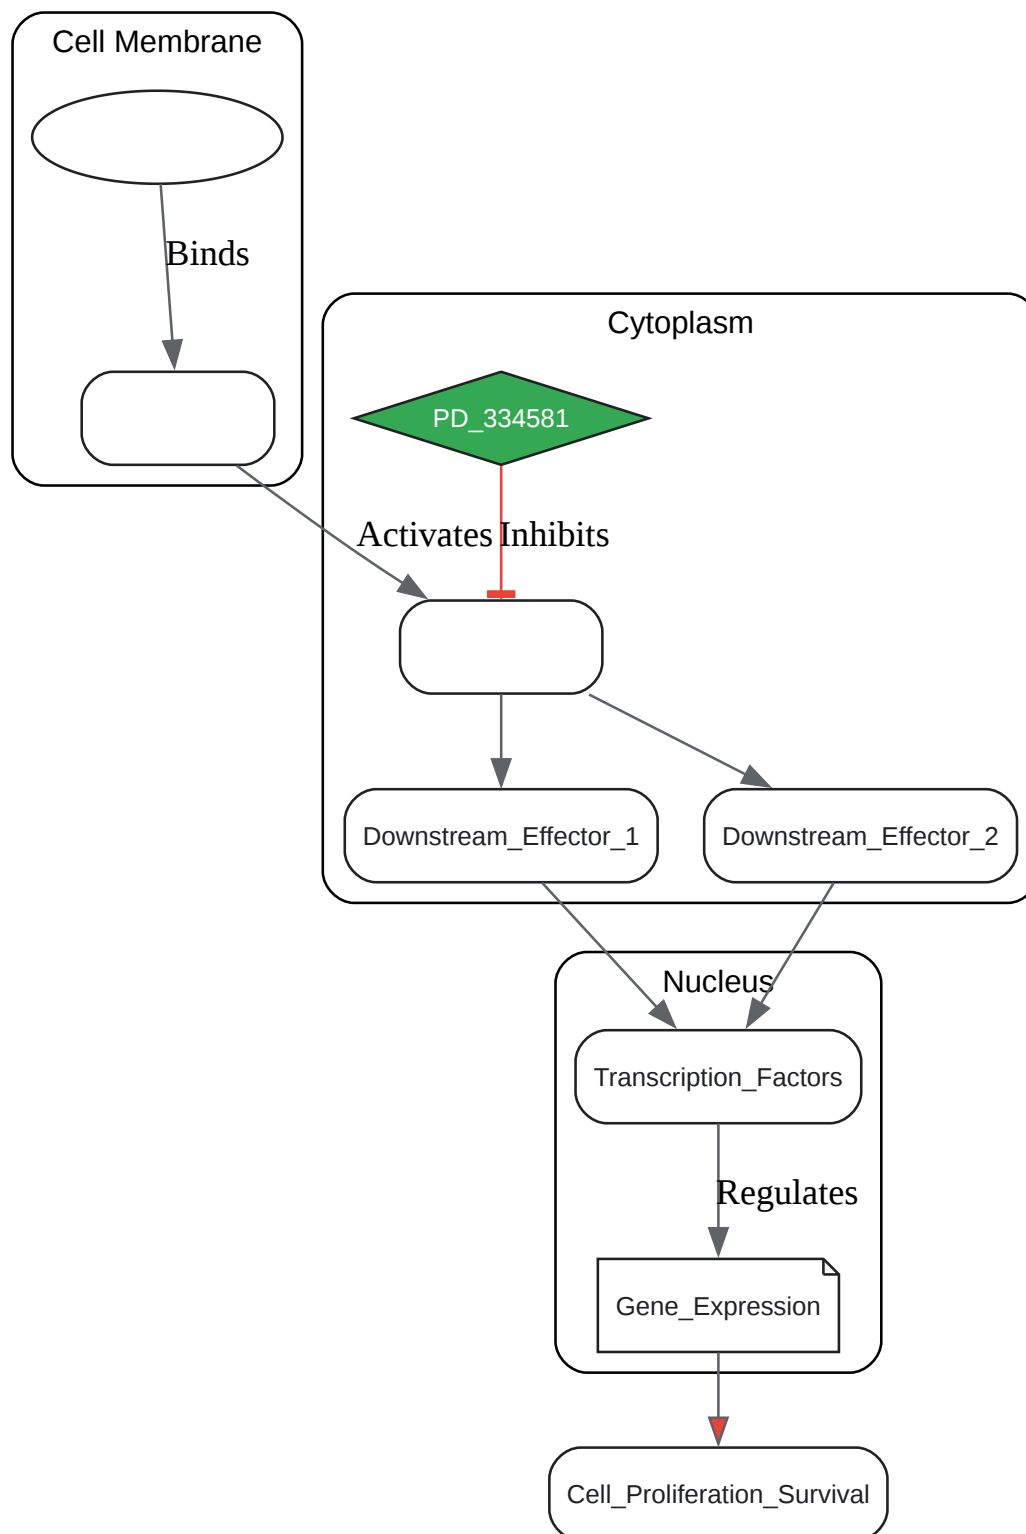 Cell Membrane
Binds
Cytoplasm
PD_334581
Activates
Inhibits
Downstream_Effector_1
Downstream_Effector_2
Nucleus
Transcription_Factors
Regulates
Gene_Expression
Cell_Proliferation_Survival